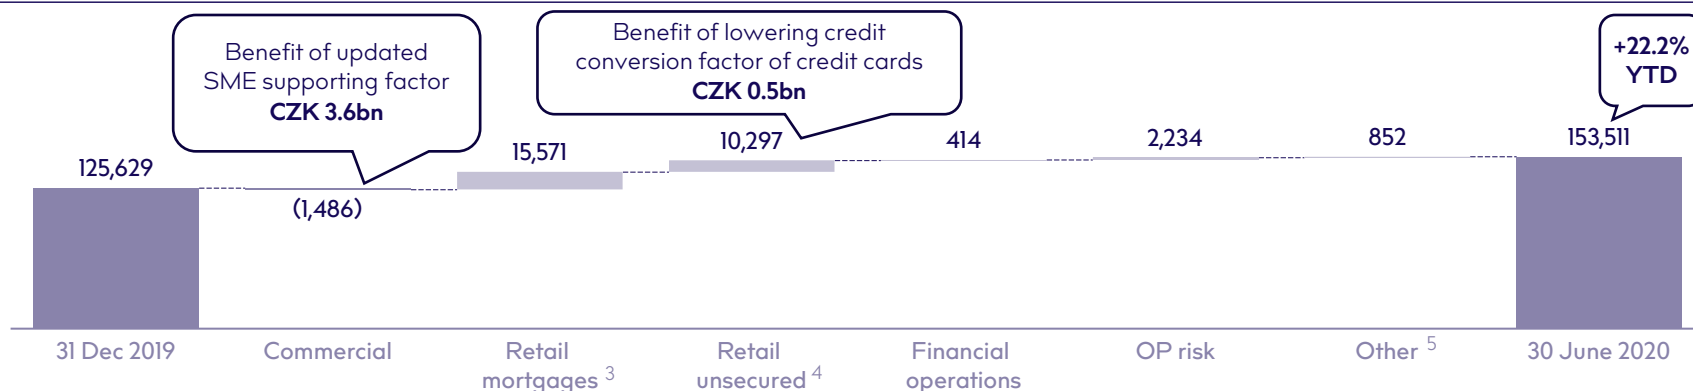 Benefit of updated
SME supporting factor
CZK 3.6bn
Benefit of lowering credit
conversion factor of credit cards
CZK 0.5bn
+22.2%
YTD
125,629
(1,486)
15,571
10,297
414
2,234
852
153,511
31 Dec 2019
Commercial
Retail
mortgages 3
Retail
unsecured 4
Financial
operations
OP risk
Other 5
30 June 2020